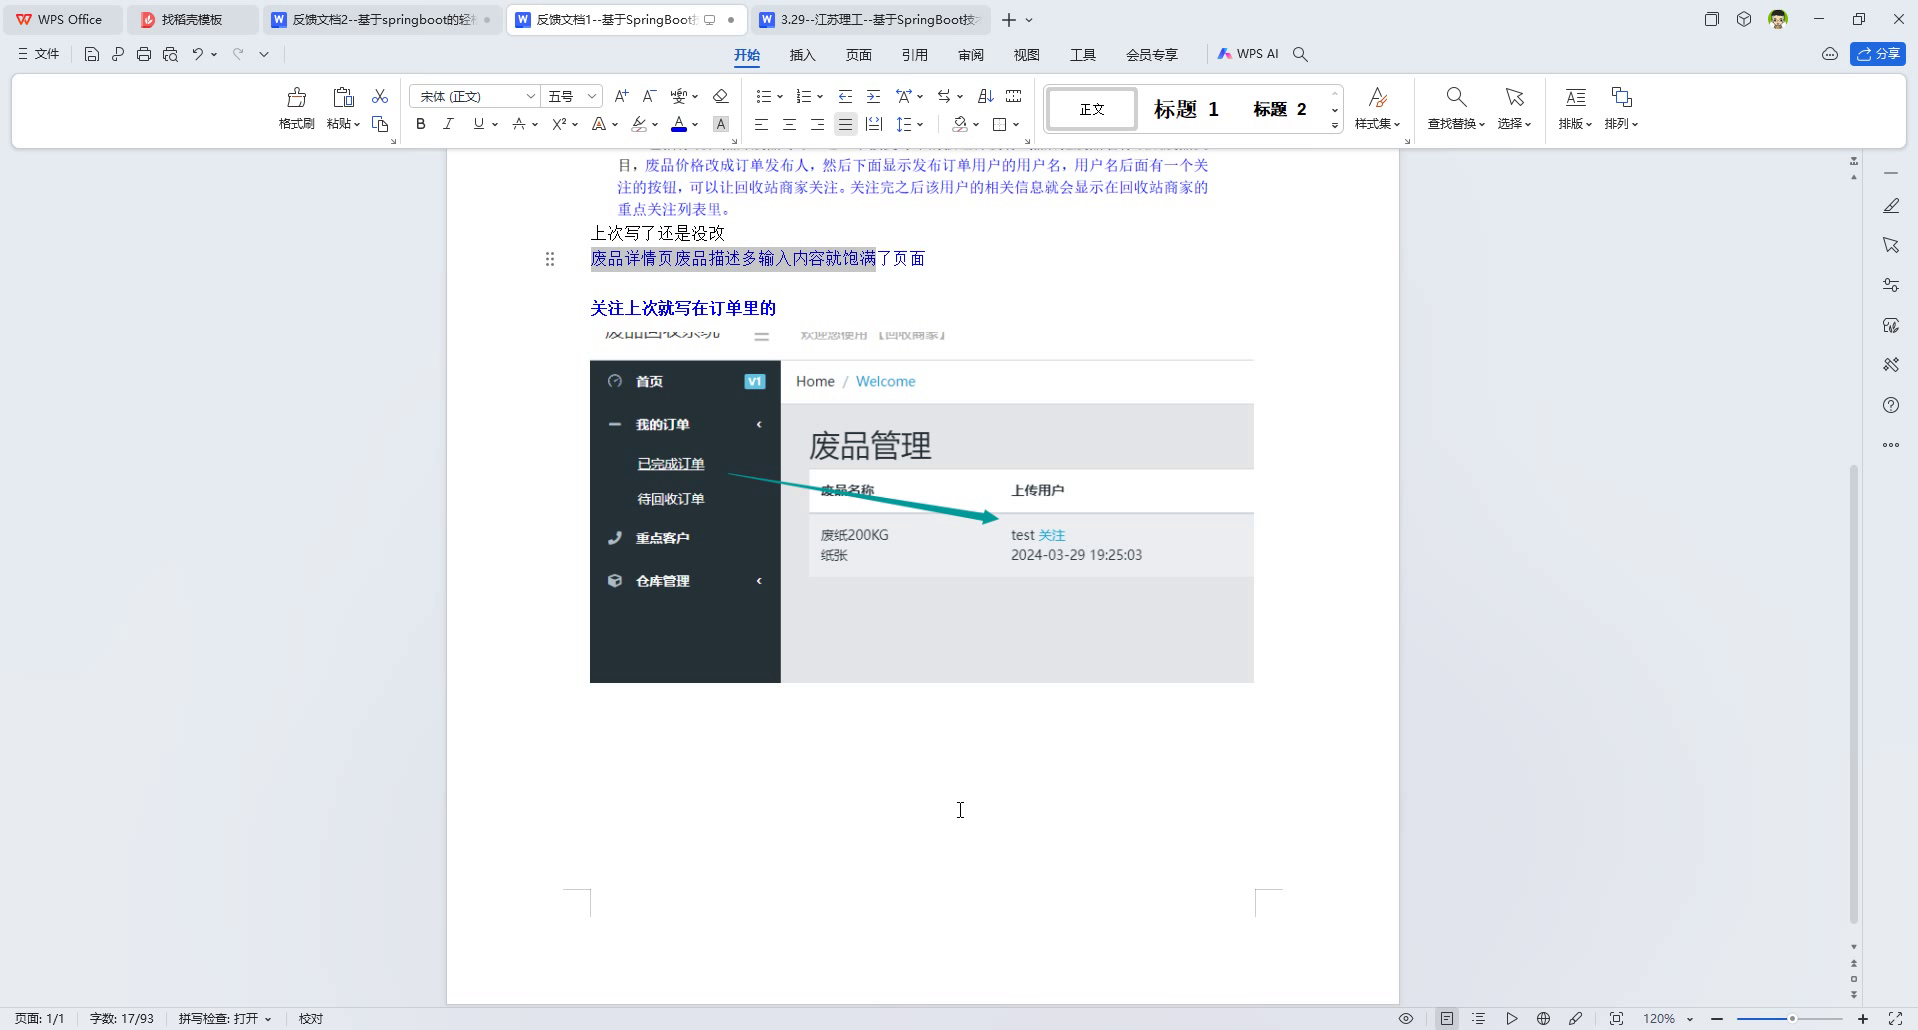 WPS Office
找稻壳模板
反馈文档2--基于springboot的轻
反馈文档1--基于SpringBoot
3.29--江苏理工--基于SpringBoot技
文件
开始
插入
页面
引用
审阅
视图
工具
会员专享
WPS AI
分享
格式刷
粘贴
宋体 (正文)
五号
正文
标题 1
标题 2
样式集
查找替换
选择
排版
排列
目，废品价格改成订单发布人，然后下面显示发布订单用户的用户名，用户名后面有一个关
注的按钮，可以让回收站商家关注。关注完之后该用户的相关信息就会显示在回收站商家的
重点关注列表里。
上次写了还是没改
废品详情页废品描述多输入内容就饱满了页面
关注上次就写在订单里的
废品回收系统
欢迎您使用 【回收商家】
首页
V1
Home / Welcome
我的订单
已完成订单
待回收订单
重点客户
仓库管理
废品管理
废品名称
上传用户
废纸200KG
纸张
test 关注
2024-03-29 19:25:03
页面: 1/1
字数: 17/93
拼写检查: 打开
校对
120%